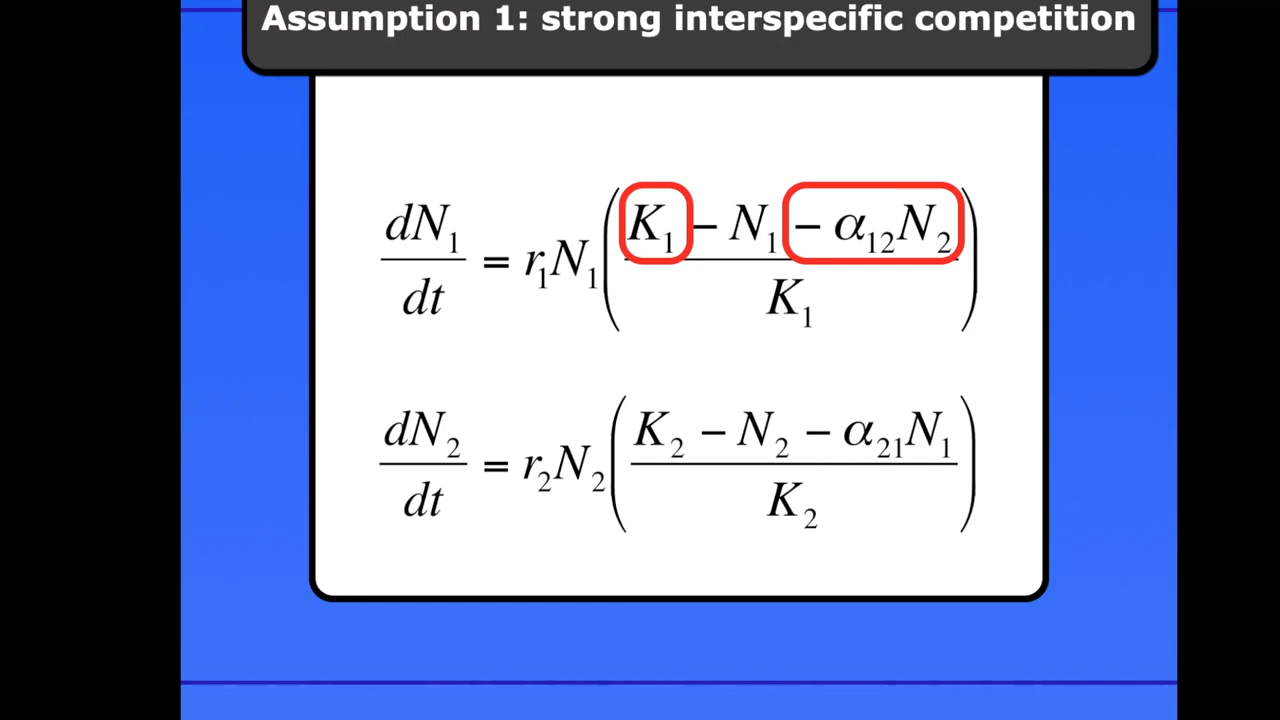 Assumption 1: strong interspecific competition
dN₁/dt = r₁N₁((K₁ − N₁ − α₁₂N₂)/K₁)
dN₂/dt = r₂N₂((K₂ − N₂ − α₂₁N₁)/K₂)